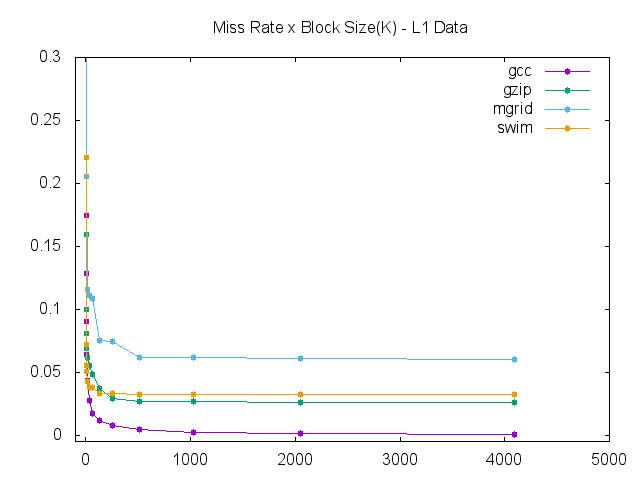 Miss Rate x Block Size(K) - L1 Data
gcc
gzip
mgrid
swim
0.3
0.25
0.2
0.15
0.1
0.05
0
0 1000 2000 3000 4000 5000